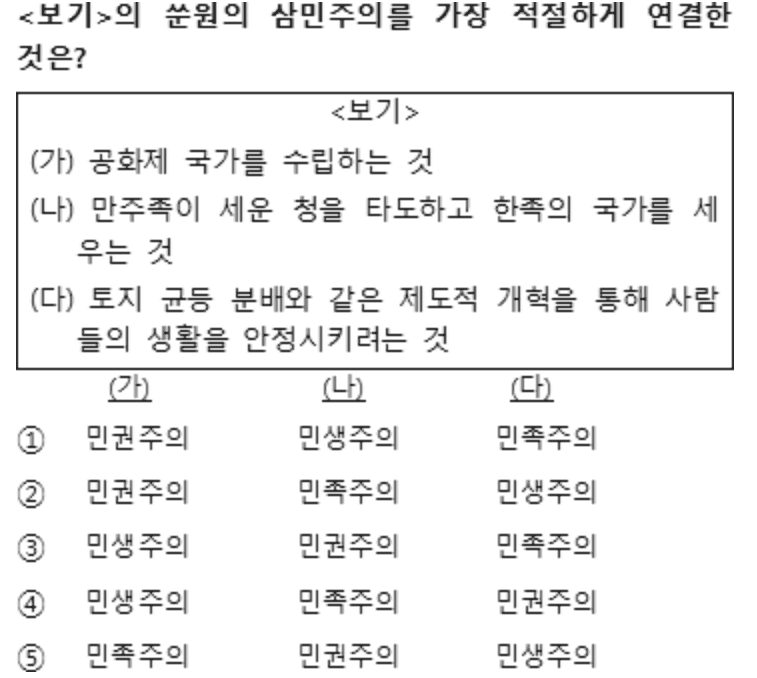 <보기>의 쑨원의 삼민주의를 가장 적절하게 연결한
것은?
<보기>
(가) 공화제 국가를 수립하는 것
(나) 만주족이 세운 청을 타도하고 한족의 국가를 세
우는 것
(다) 토지 균등 분배와 같은 제도적 개혁을 통해 사람
들의 생활을 안정시키려는 것
(가) (나) (다)
① 민권주의 민생주의 민족주의
② 민권주의 민족주의 민생주의
③ 민생주의 민권주의 민족주의
④ 민생주의 민족주의 민권주의
⑤ 민족주의 민권주의 민생주의